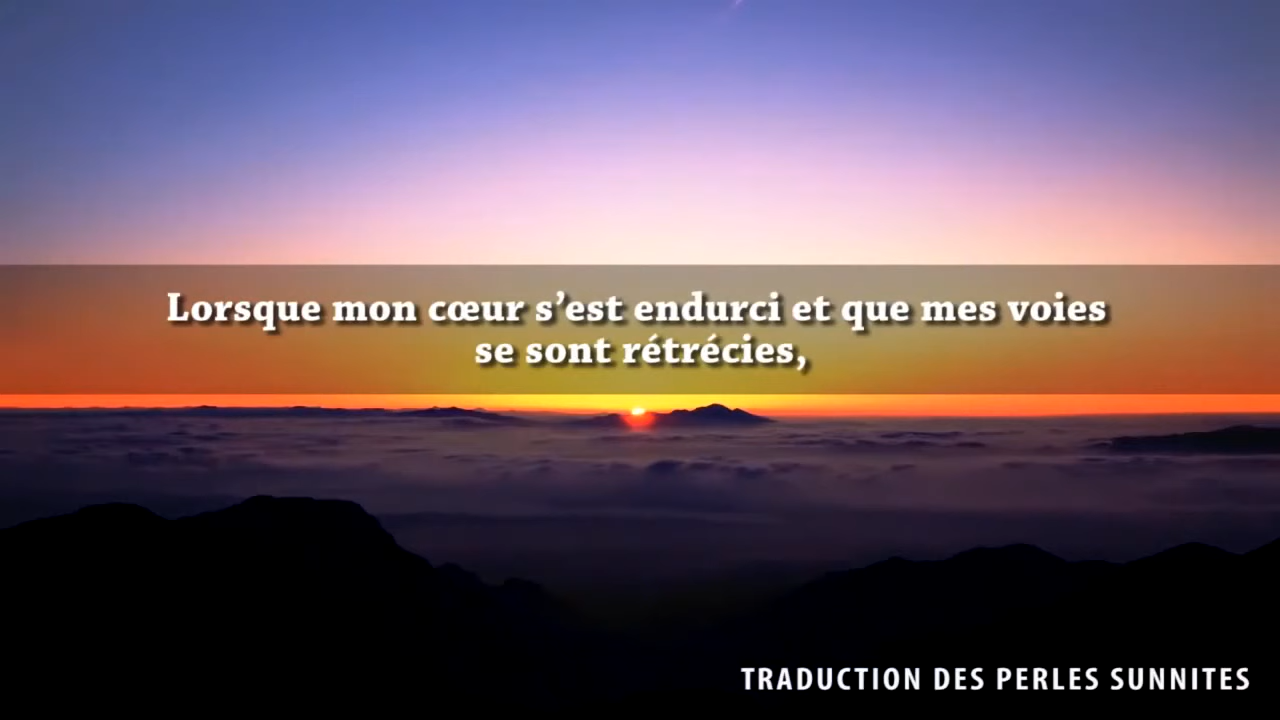 Lorsque mon cœur s’est endurci et que mes voies
se sont rétrécies,
TRADUCTION DES PERLES SUNNITES